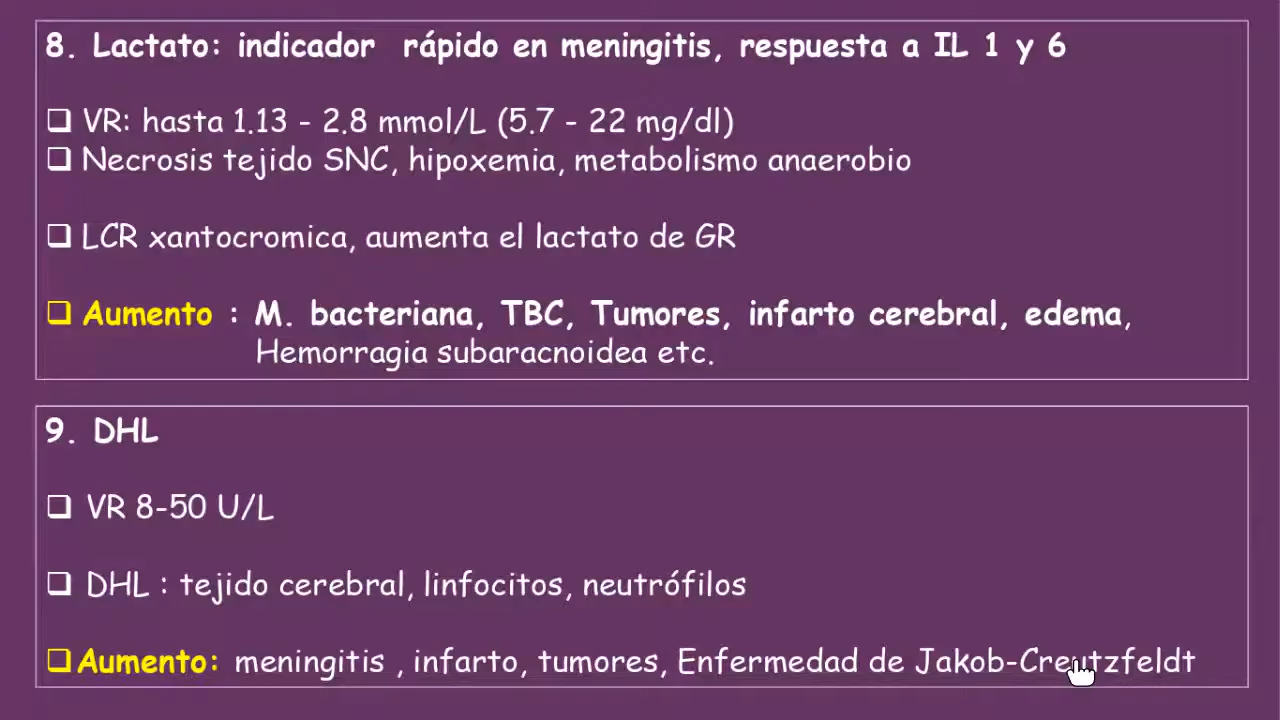 8. Lactato: indicador rápido en meningitis, respuesta a IL 1 y 6
❑ VR: hasta 1.13 - 2.8 mmol/L (5.7 - 22 mg/dl)
❑ Necrosis tejido SNC, hipoxemia, metabolismo anaerobio
❑ LCR xantocromica, aumenta el lactato de GR
❑ Aumento : M. bacteriana, TBC, Tumores, infarto cerebral, edema,
Hemorragia subaracnoidea etc.
9. DHL
❑ VR 8-50 U/L
❑ DHL : tejido cerebral, linfocitos, neutrófilos
❑ Aumento: meningitis , infarto, tumores, Enfermedad de Jakob-Creutzfeldt